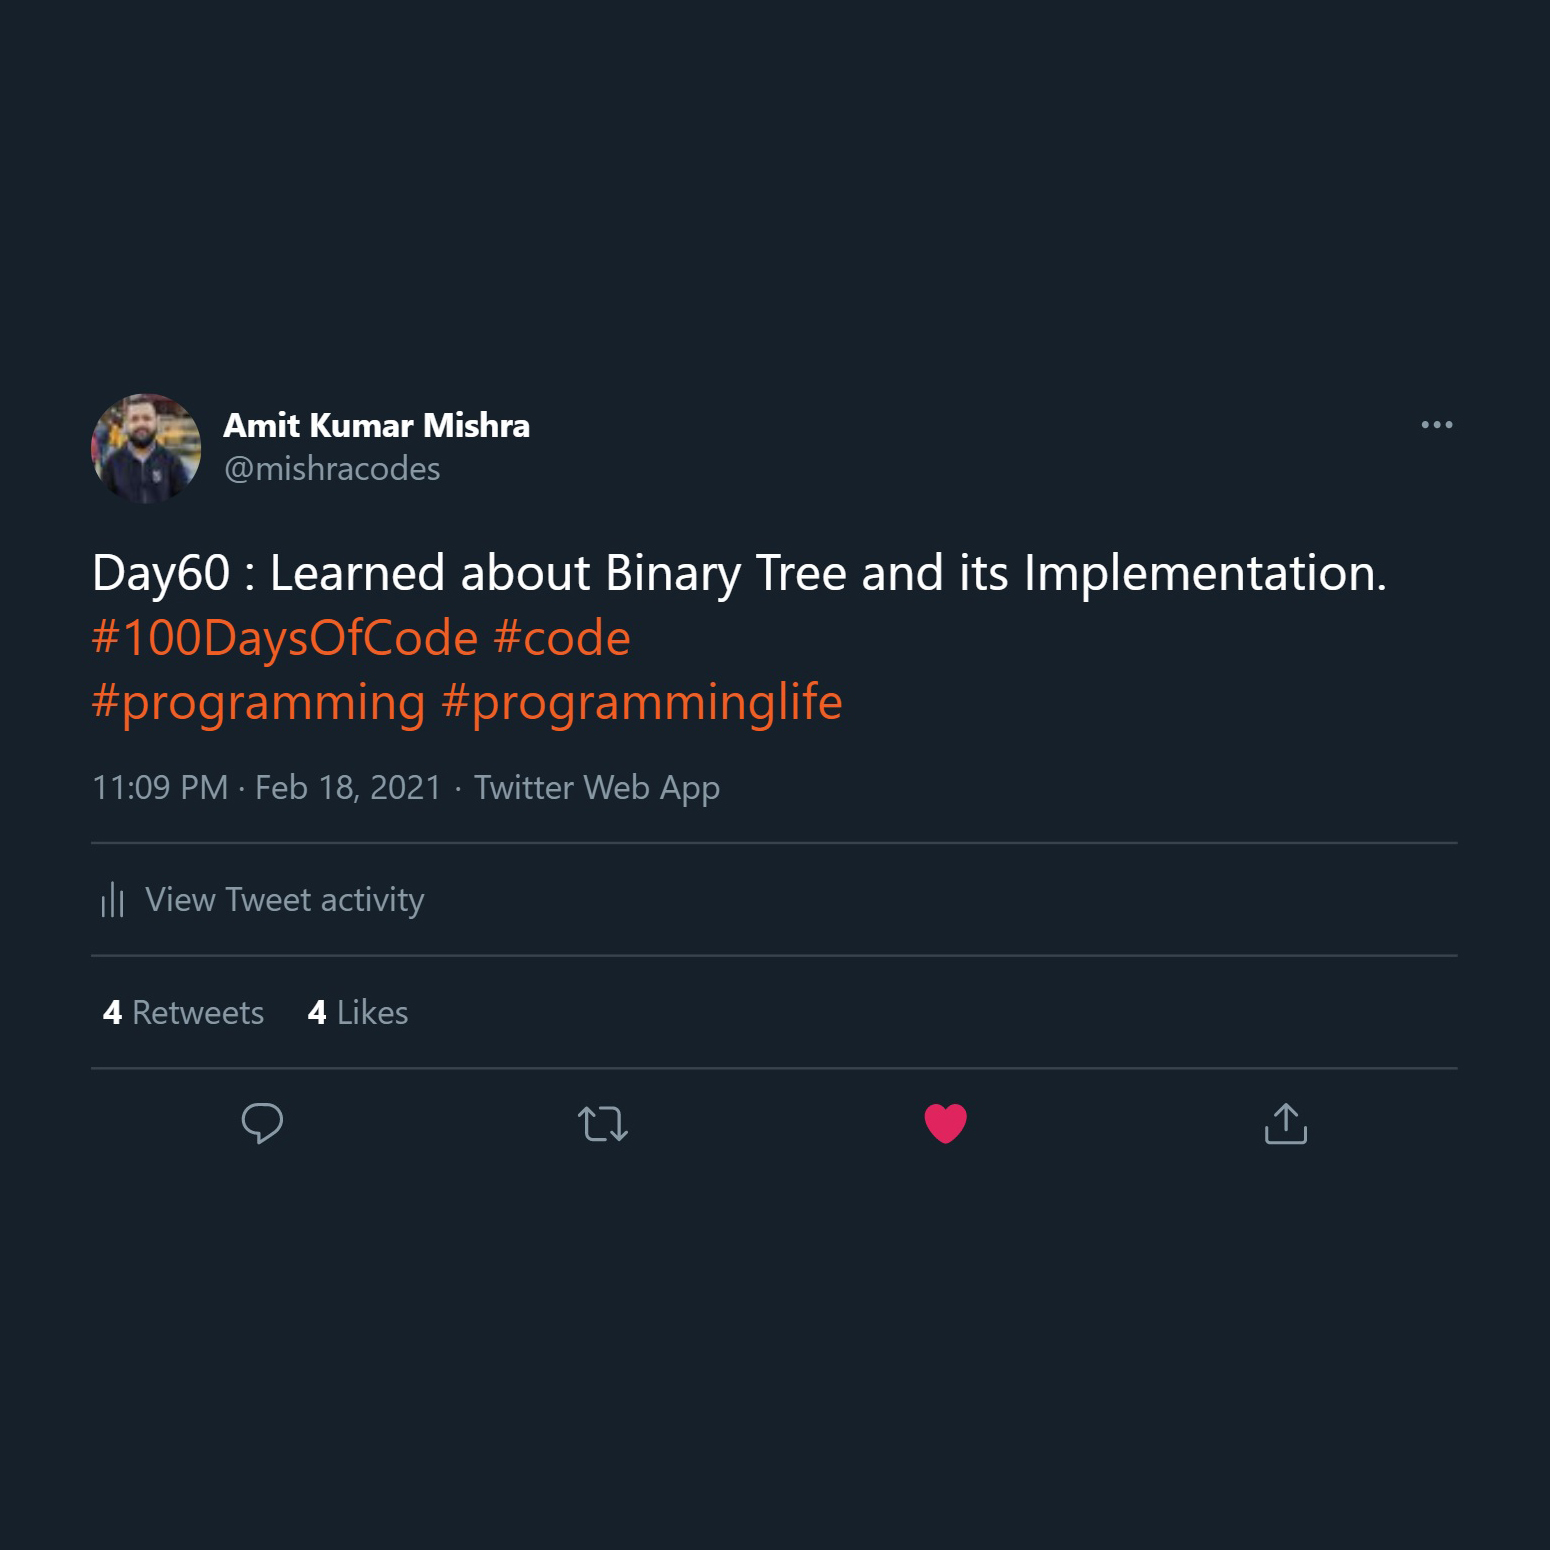 Amit Kumar Mishra
@mishracodes
Day60 : Learned about Binary Tree and its Implementation.
#100DaysOfCode #code
#programming #programminglife
11:09 PM · Feb 18, 2021 · Twitter Web App
View Tweet activity
4 Retweets 4 Likes